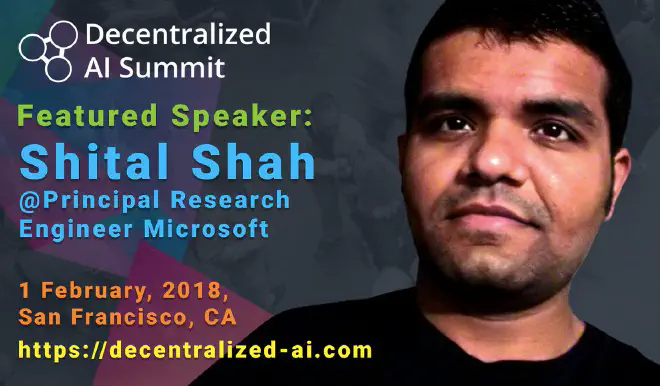 Decentralized
AI Summit
Featured Speaker:
Shital Shah
@Principal Research
Engineer Microsoft
1 February, 2018,
San Francisco, CA
https://decentralized-ai.com